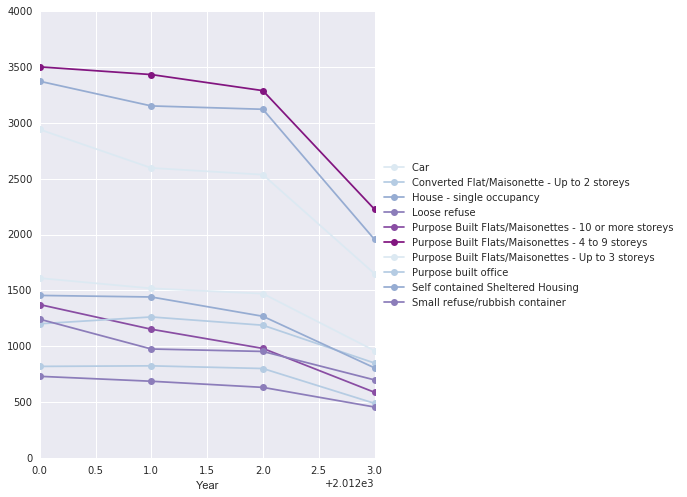 4000
3500
3000
2500
2000
1500
1000
500
0
0.0 0.5 1.0 1.5 2.0 2.5 3.0
+2.012e3
Year
Car
Converted Flat/Maisonette - Up to 2 storeys
House - single occupancy
Loose refuse
Purpose Built Flats/Maisonettes - 10 or more storeys
Purpose Built Flats/Maisonettes - 4 to 9 storeys
Purpose Built Flats/Maisonettes - Up to 3 storeys
Purpose built office
Self contained Sheltered Housing
Small refuse/rubbish container